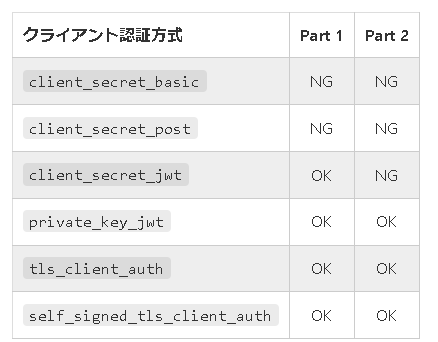 クライアント認証方式 Part 1 Part 2
client_secret_basic NG NG
client_secret_post NG NG
client_secret_jwt OK NG
private_key_jwt OK OK
tls_client_auth OK OK
self_signed_tls_client_auth OK OK